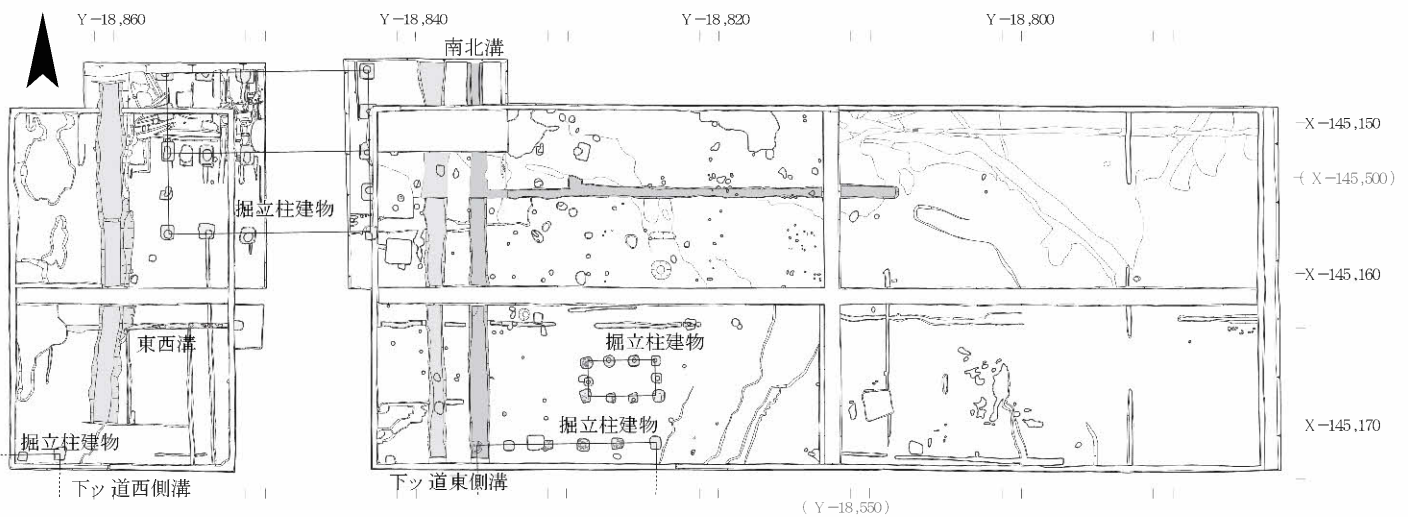 Y-18,860
Y-18,840
Y-18,820
Y-18,800
南北溝
X-145,150
(X-145,500)
掘立柱建物
X-145,160
東西溝
掘立柱建物
掘立柱建物
X-145,170
掘立柱建物
下ッ道西側溝
下ッ道東側溝
(Y-18,550)